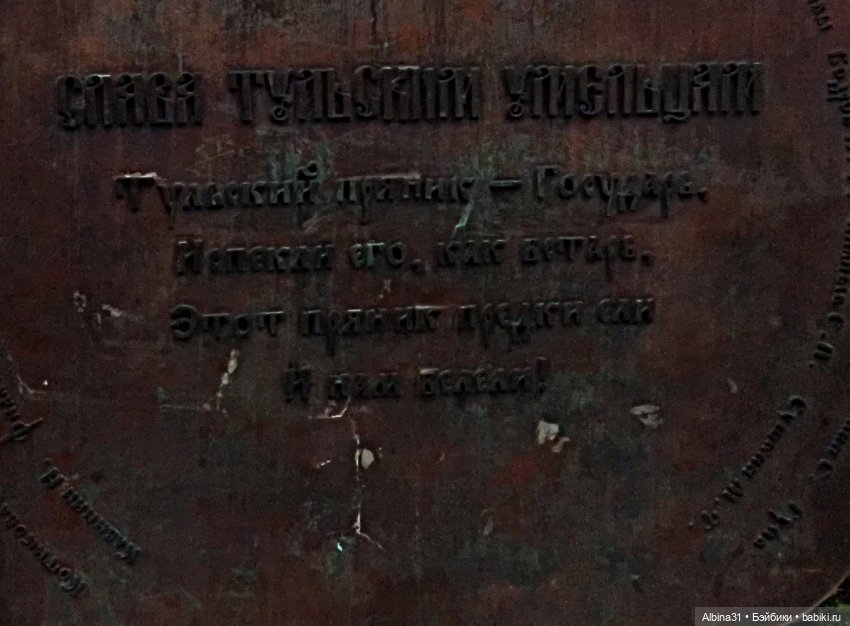 СЛАВА ТУЛЬСКИМ УМЕЛЬЦАМ
Тульский пряник — Государь.
Испекли его, как встарь.
Этот пряник предки ели
И нам велели!
Albina31 • Бэйбики • babiki.ru